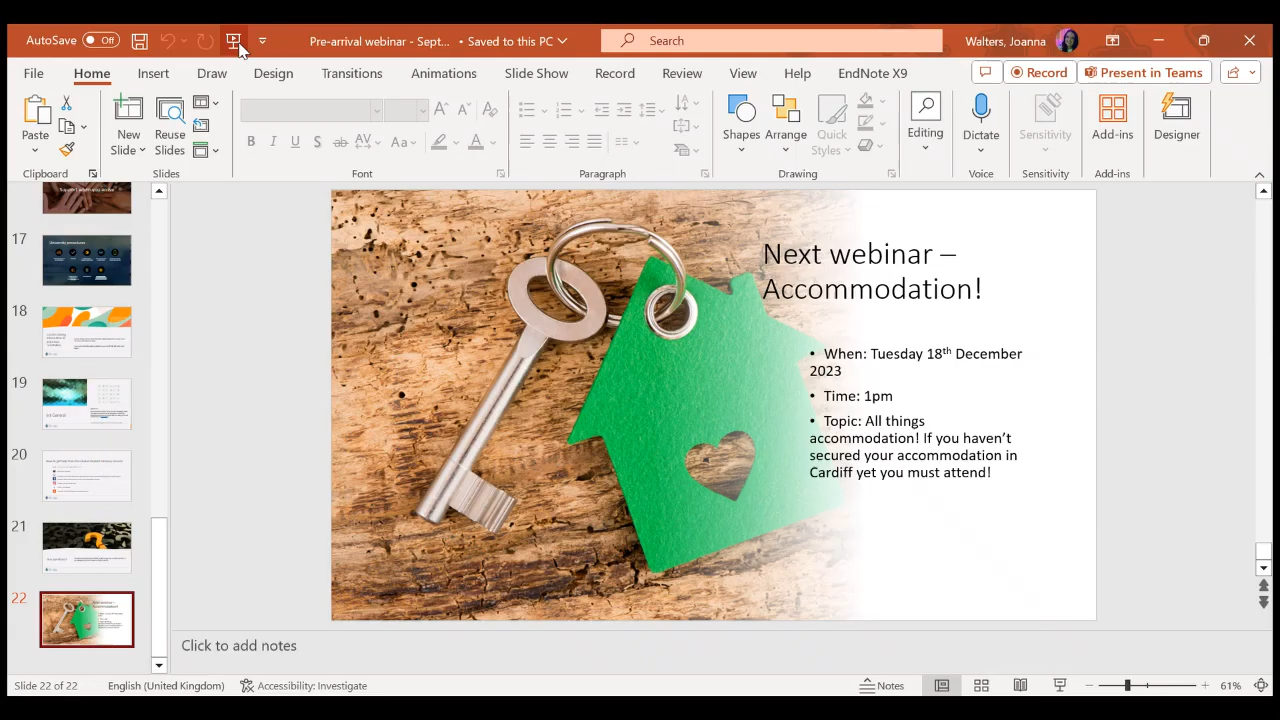 AutoSave Off
Pre-arrival webinar - Sept... • Saved to this PC
Search
Walters, Joanna
File Home Insert Draw Design Transitions Animations Slide Show Record Review View Help EndNote X9
Record Present in Teams
Paste
New Slide
Reuse Slides
B I U S ab AV Aa A
Shapes
Arrange
Quick Styles
Editing
Dictate
Sensitivity
Add-ins
Designer
Clipboard Slides Font Paragraph Drawing Voice Sensitivity Add-ins
17
18
19
20
21
22
Next webinar –
Accommodation!
• When: Tuesday 18th December
2023
• Time: 1pm
• Topic: All things
accommodation! If you haven’t
secured your accommodation in
Cardiff yet you must attend!
Click to add notes
Slide 22 of 22 English (United Kingdom) Accessibility: Investigate Notes 61%